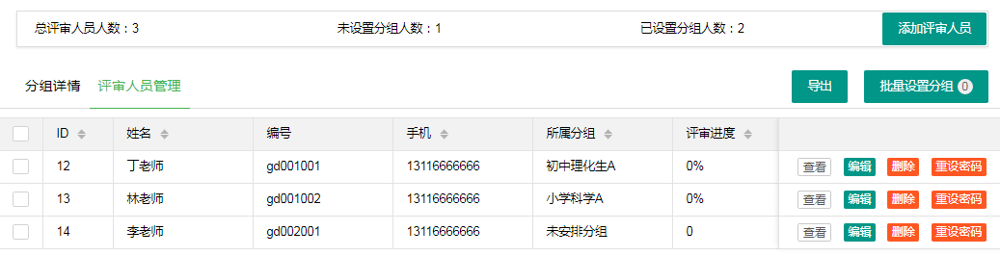 总评审人员人数：3 未设置分组人数：1 已设置分组人数：2 添加评审人员
分组详情 评审人员管理 导出 批量设置分组 0
ID 姓名 编号 手机 所属分组 评审进度
12 丁老师 gd001001 13116666666 初中理化生A 0% 查看 编辑 删除 重设密码
13 林老师 gd001002 13116666666 小学科学A 0% 查看 编辑 删除 重设密码
14 李老师 gd002001 13116666666 未安排分组 0 查看 编辑 删除 重设密码